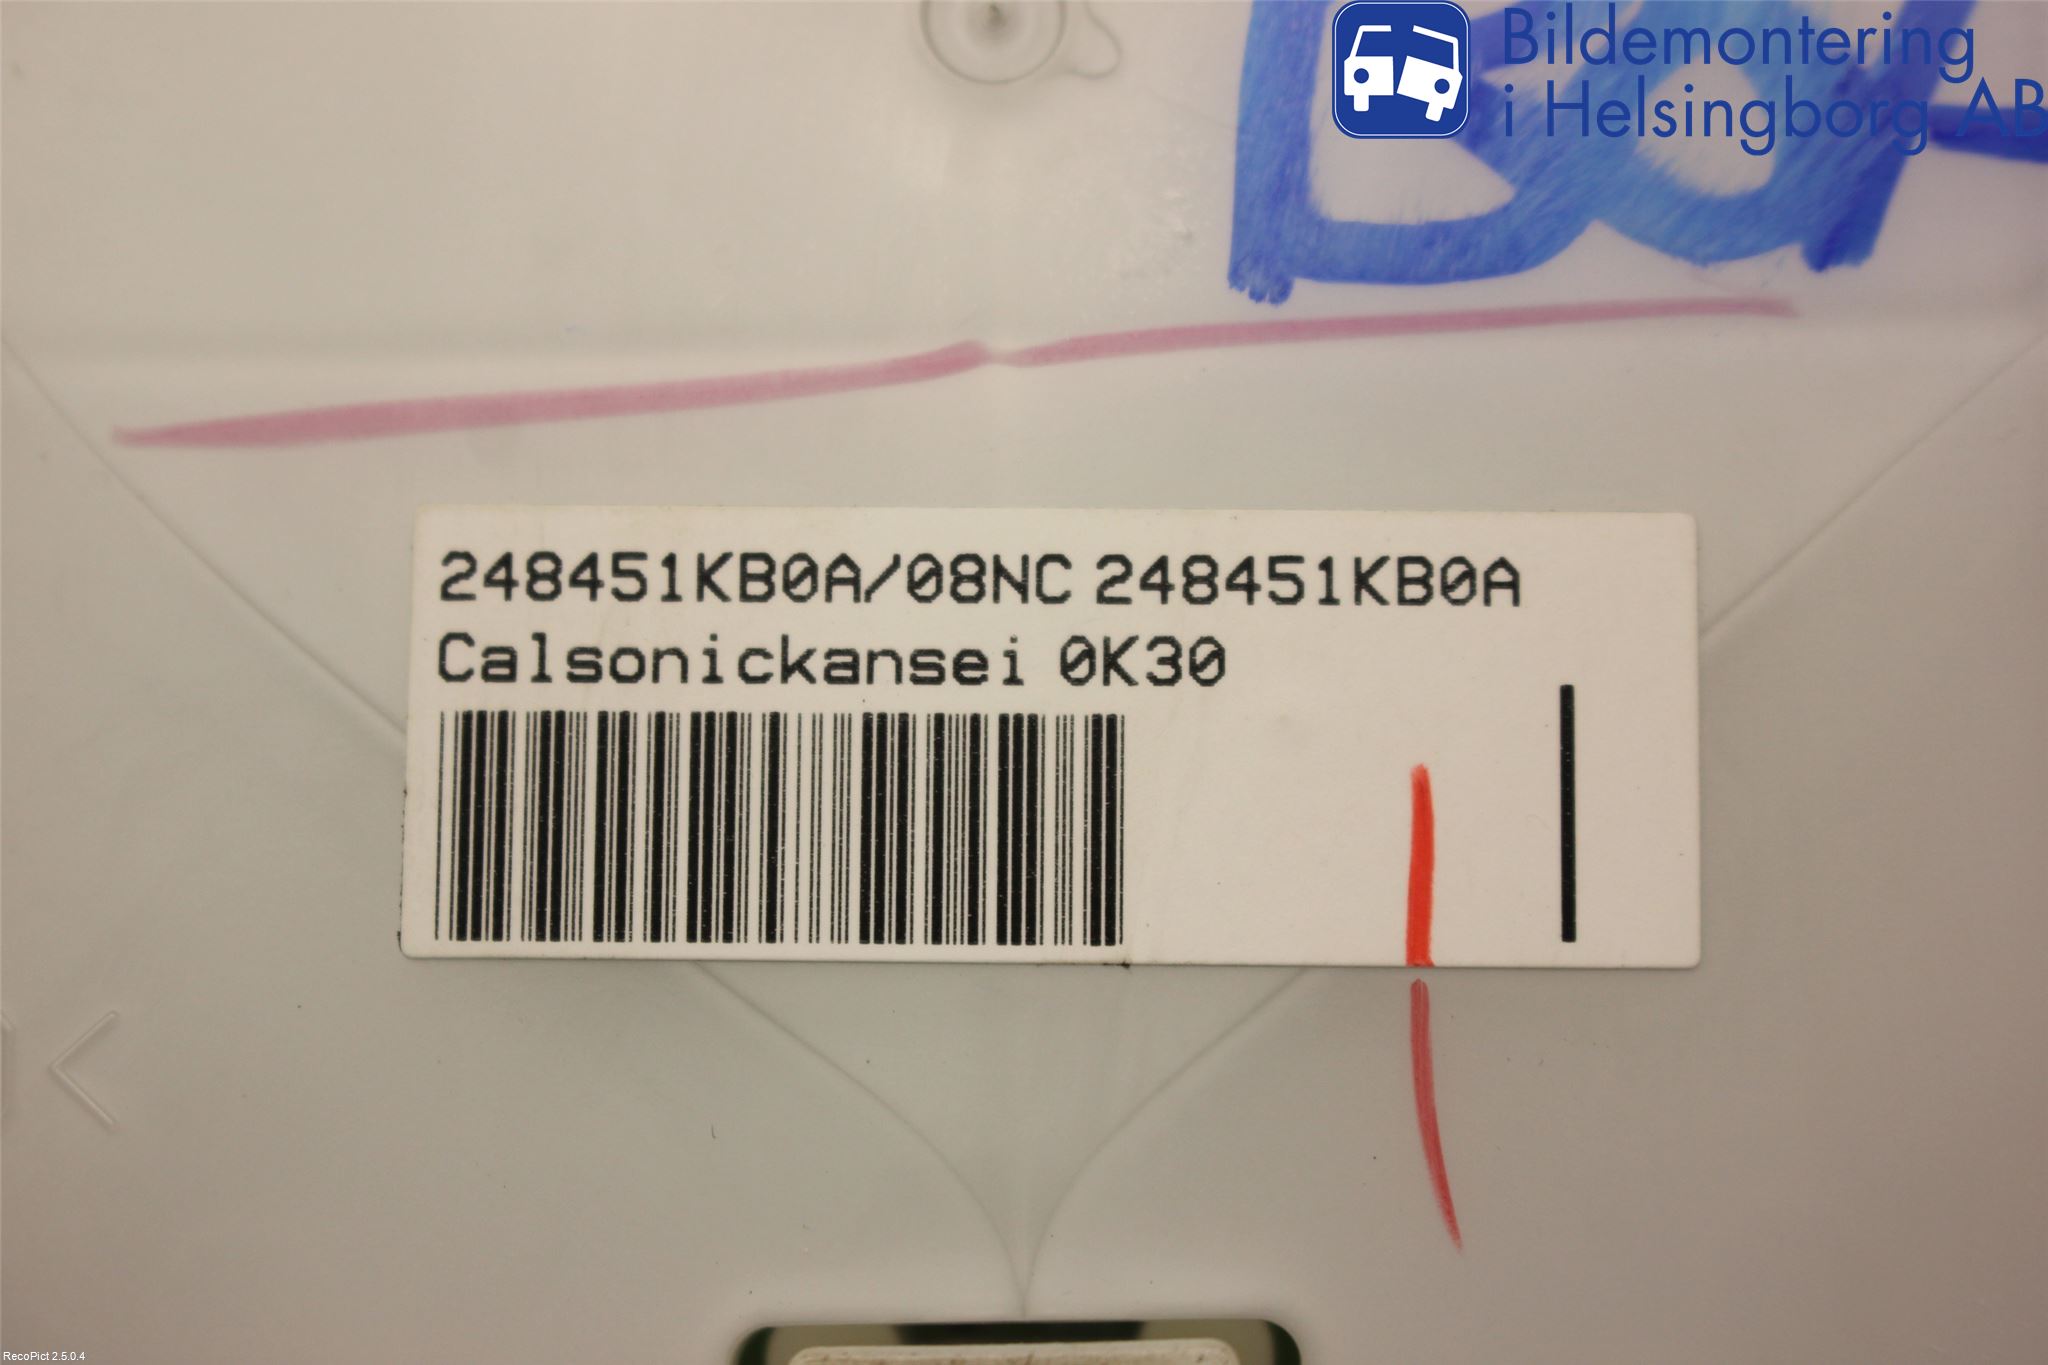 Bildemontering
i Helsingborg AB
248451KB0A/08NC 248451KB0A
Calsonickansei 0K30
RecoPict 2.5.0.4